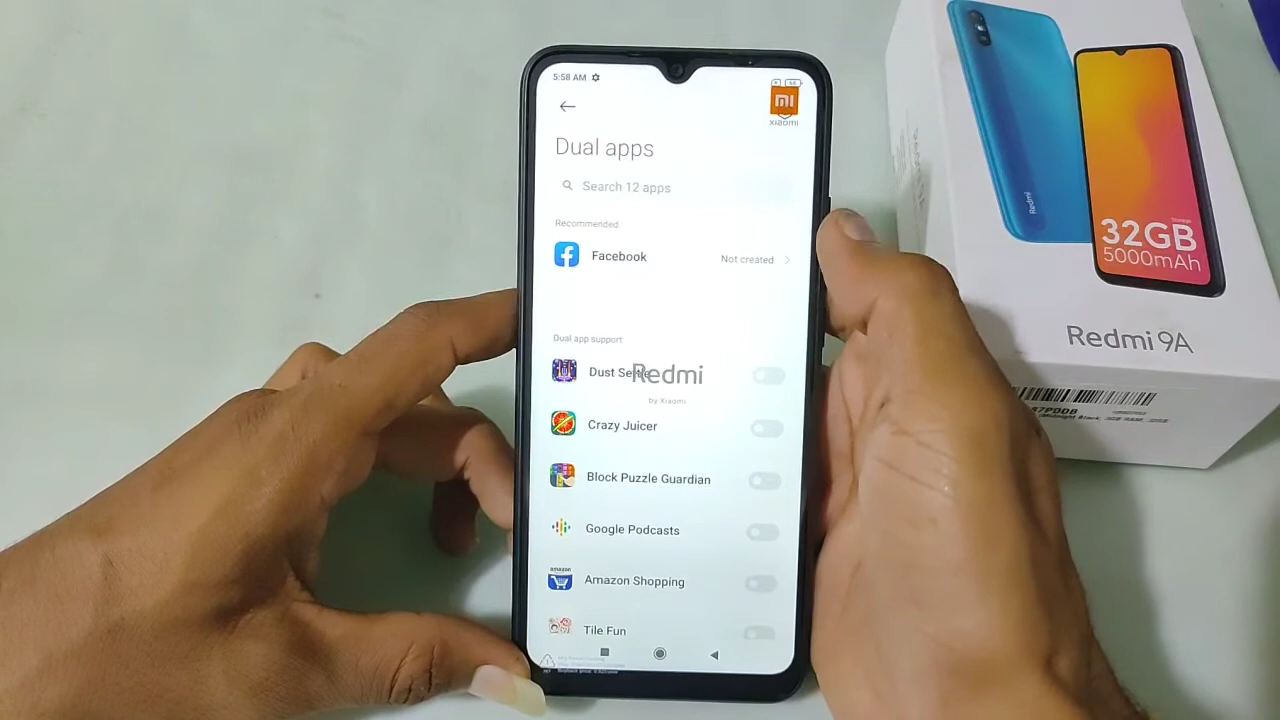 5:58 AM
mi
xiaomi
Dual apps
Search 12 apps
Recommended
Facebook
Not created
Dual app support
Dust Settle
Redmi
by Xiaomi
Crazy Juicer
Block Puzzle Guardian
Google Podcasts
amazon
Amazon Shopping
Tile Fun
Redmi
Storage
32GB
5000mAh
Redmi 9A